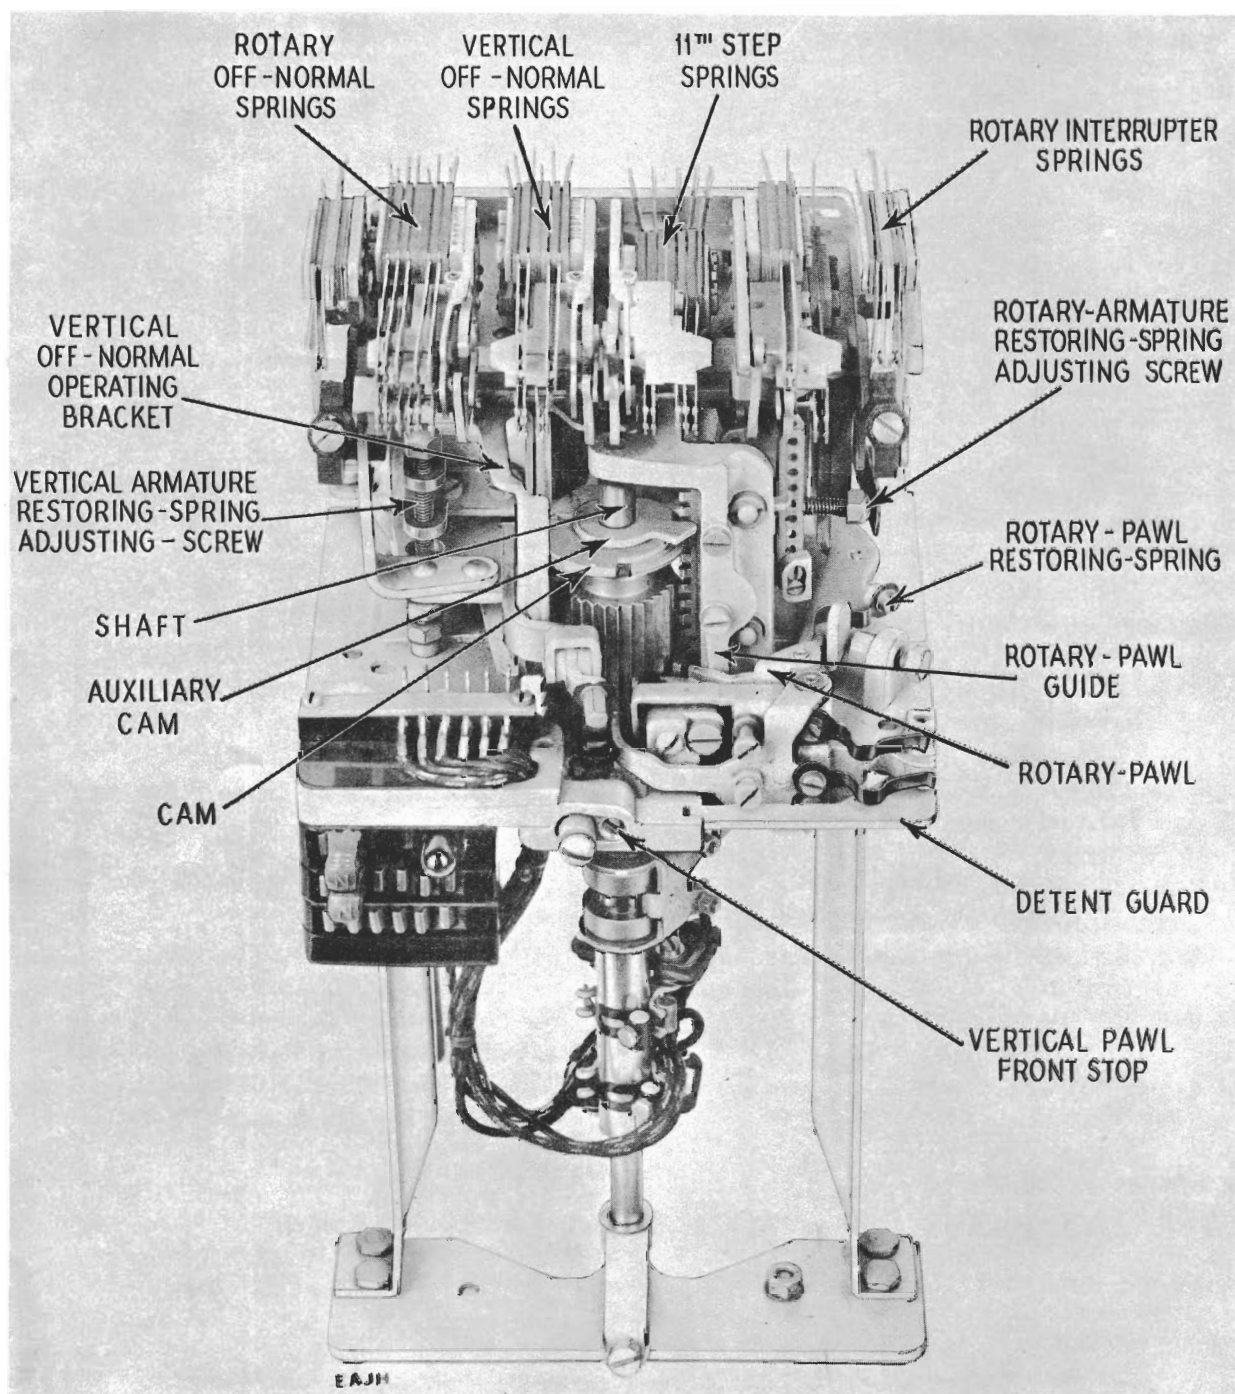 ROTARY
OFF-NORMAL
SPRINGS
VERTICAL
OFF-NORMAL
SPRINGS
11TH STEP
SPRINGS
ROTARY INTERRUPTER
SPRINGS
VERTICAL
OFF-NORMAL
OPERATING
BRACKET
ROTARY-ARMATURE
RESTORING-SPRING
ADJUSTING SCREW
VERTICAL ARMATURE
RESTORING-SPRING
ADJUSTING-SCREW
ROTARY-PAWL
RESTORING-SPRING
SHAFT
ROTARY-PAWL
GUIDE
AUXILIARY
CAM
ROTARY-PAWL
CAM
DETENT GUARD
VERTICAL PAWL
FRONT STOP
EAJH